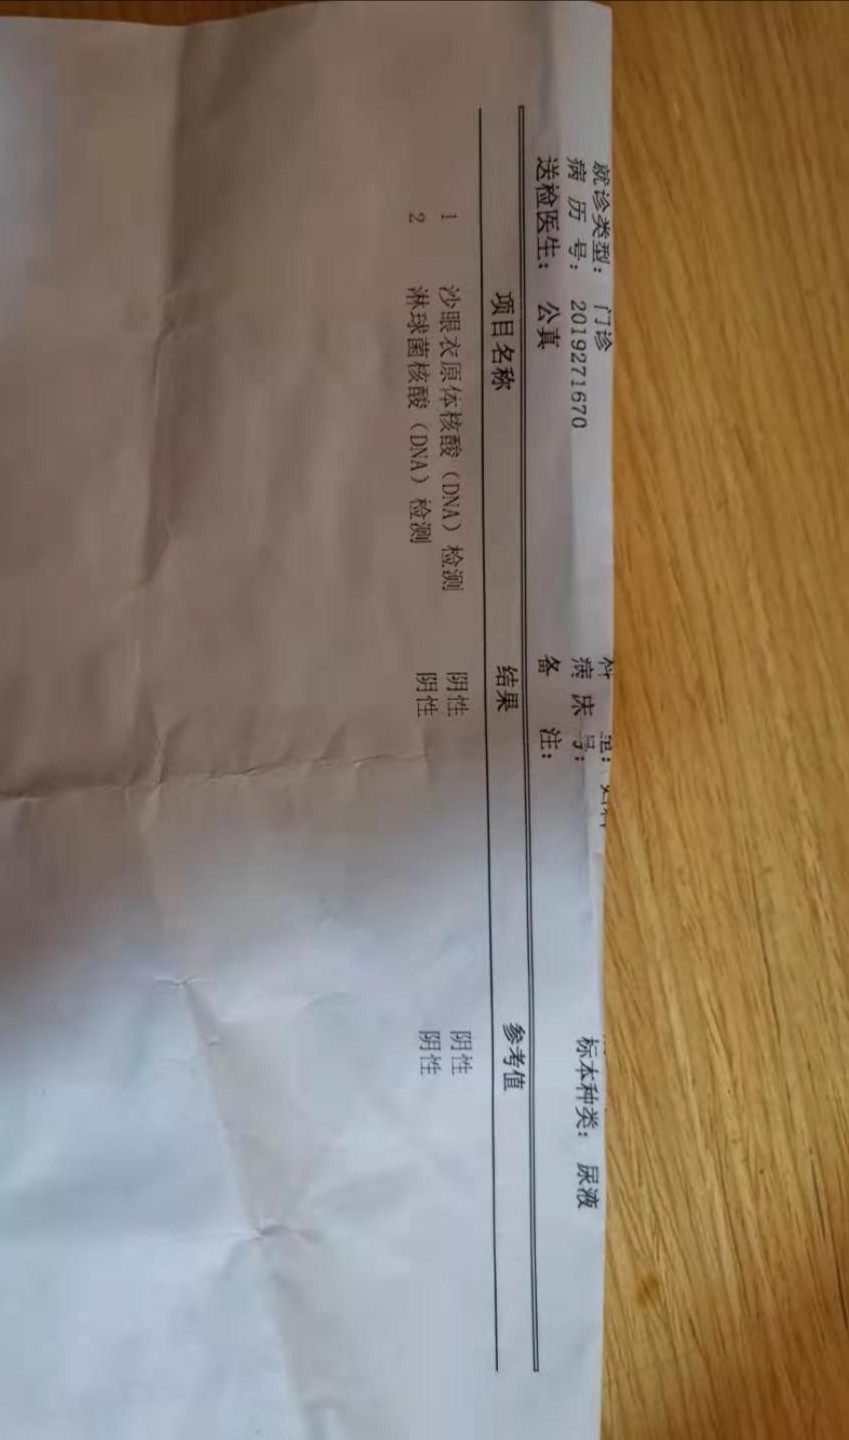 就诊类型: 门诊 科
病 历 号: 2019271670 病 床 号: 标本种类: 尿液
送检医生: 公真 备 注:
项目名称 结果 参考值
1 沙眼衣原体核酸(DNA)检测 阴性 阴性
2 淋球菌核酸(DNA)检测 阴性 阴性